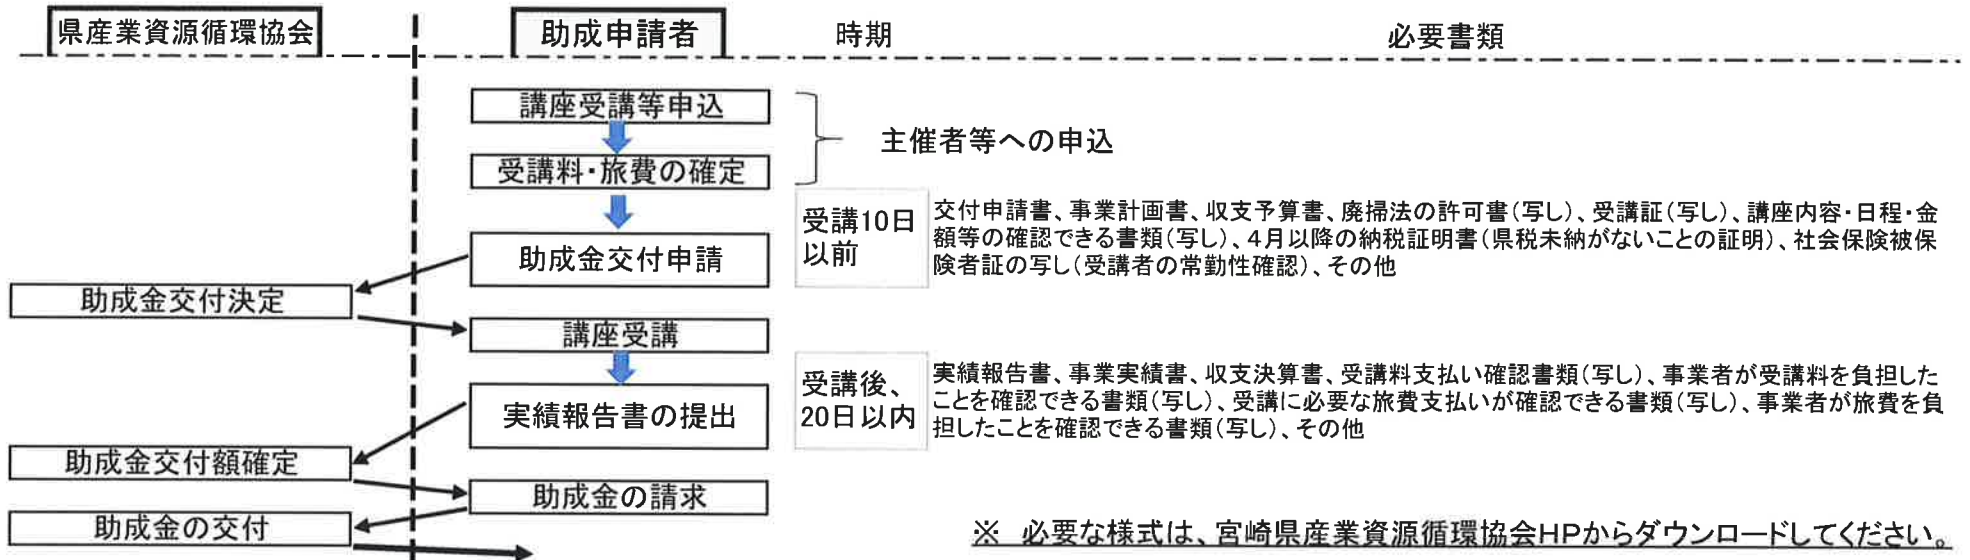 県産業資源循環協会
助成申請者
時期
必要書類
講座受講等申込
受講料・旅費の確定
主催者等への申込
助成金交付申請
受講10日
以前
交付申請書、事業計画書、収支予算書、廃掃法の許可書(写し)、受講証(写し)、講座内容・日程・金
額等の確認できる書類(写し)、4月以降の納税証明書(県税未納がないことの証明)、社会保険被保
険者証の写し(受講者の常勤性確認)、その他
助成金交付決定
講座受講
実績報告書の提出
受講後、
20日以内
実績報告書、事業実績書、収支決算書、受講料支払い確認書類(写し)、事業者が受講料を負担した
ことを確認できる書類(写し)、受講に必要な旅費支払いが確認できる書類(写し)、事業者が旅費を負
担したことを確認できる書類(写し)、その他
助成金交付額確定
助成金の請求
助成金の交付
※ 必要な様式は、宮崎県産業資源循環協会HPからダウンロードしてください。